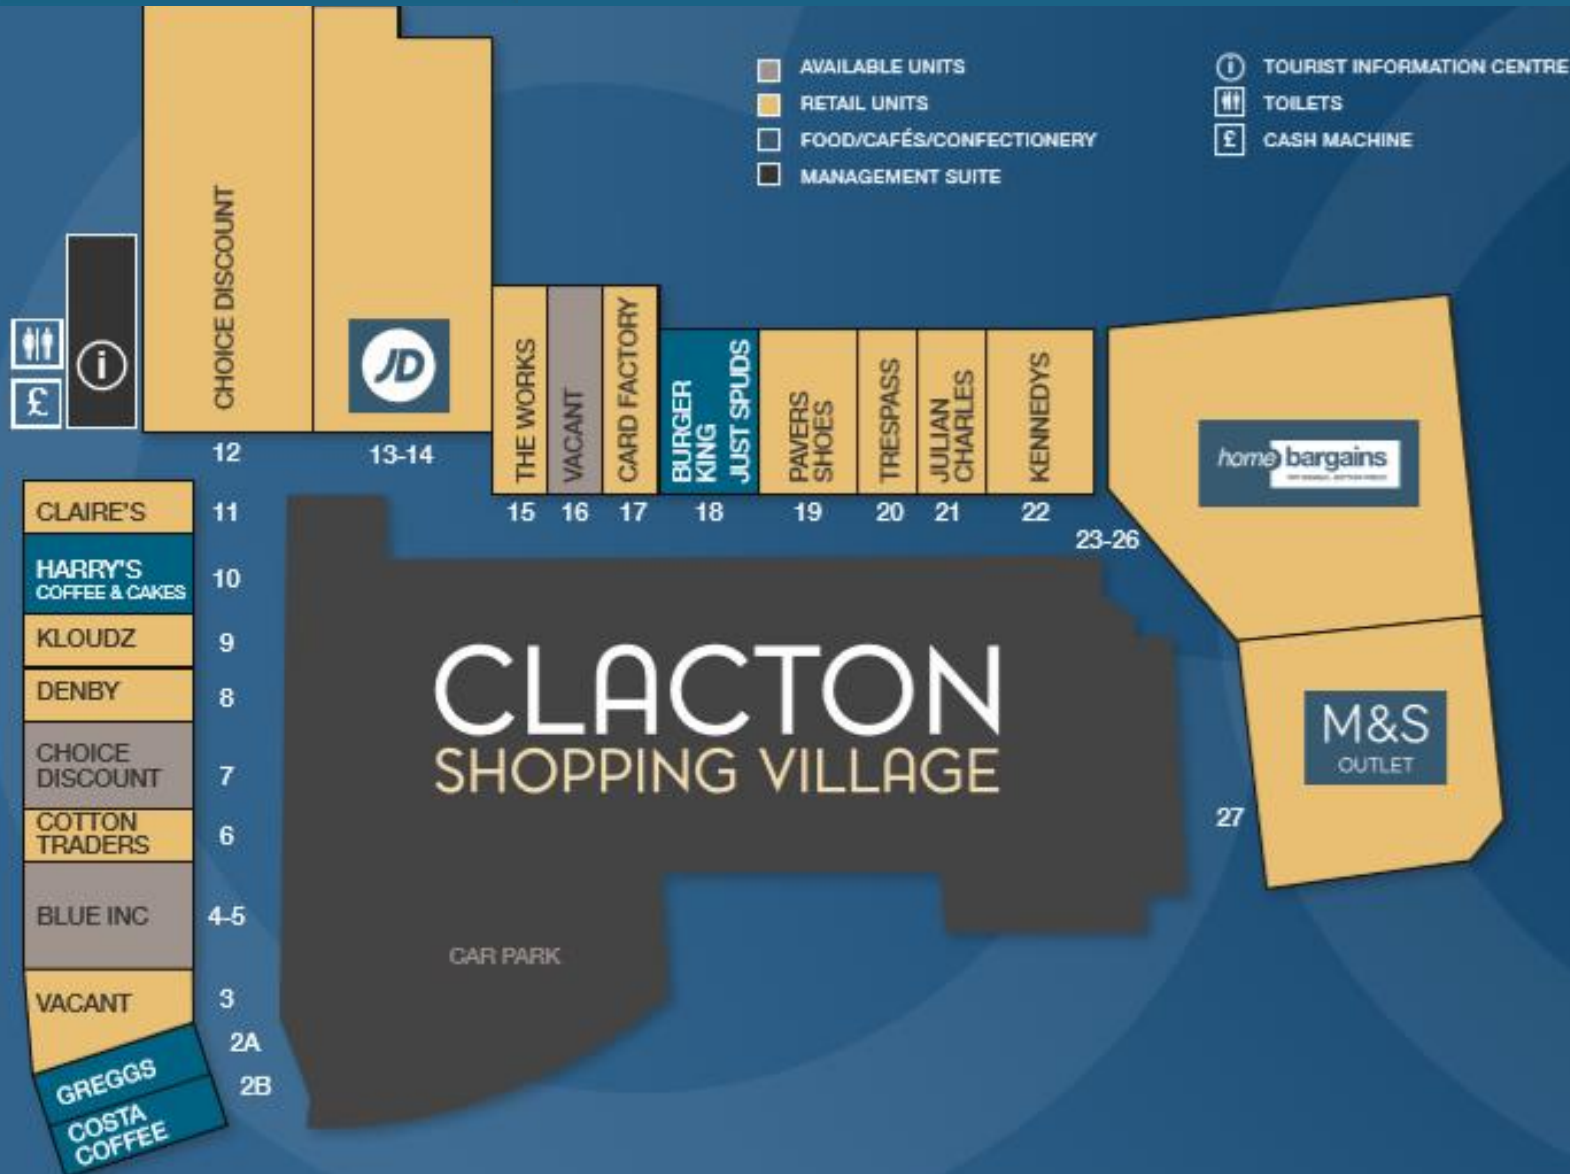 AVAILABLE UNITS
RETAIL UNITS
FOOD/CAFÉS/CONFECTIONERY
MANAGEMENT SUITE
i TOURIST INFORMATION CENTRE
TOILETS
£ CASH MACHINE
£
i
CHOICE DISCOUNT
12
JD
13-14
THE WORKS
15
VACANT
16
CARD FACTORY
17
BURGER
KING
JUST SPUDS
18
PAVERS
SHOES
19
TRESPASS
20
JULIAN
CHARLES
21
KENNEDYS
22
23-26
home bargains
M&S
OUTLET
27
CLAIRE'S
11
HARRY'S
COFFEE & CAKES
10
KLOUDZ
9
DENBY
8
CHOICE
DISCOUNT
7
COTTON
TRADERS
6
BLUE INC
4-5
VACANT
3
GREGGS
2A
COSTA
COFFEE
2B
CLACTON
SHOPPING VILLAGE
CAR PARK